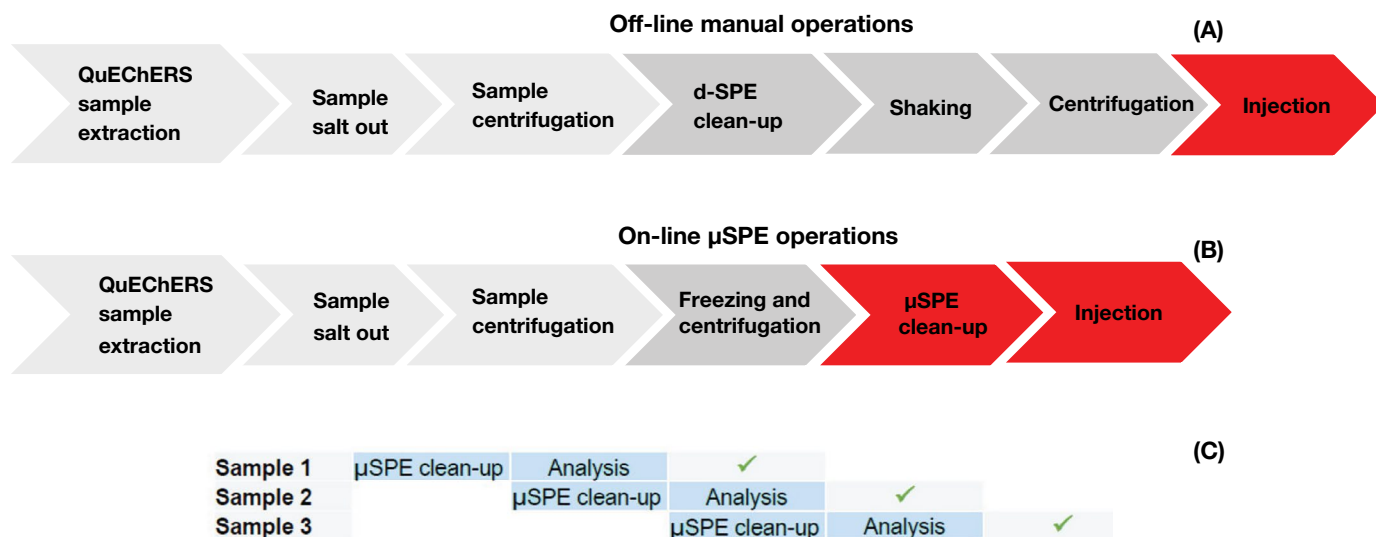 Off-line manual operations
(A)
QuEChERS
sample
extraction
Sample
salt out
Sample
centrifugation
d-SPE
clean-up
Shaking
Centrifugation
Injection
On-line µSPE operations
(B)
QuEChERS
sample
extraction
Sample
salt out
Sample
centrifugation
Freezing and
centrifugation
µSPE
clean-up
Injection
(C)
Sample 1 µSPE clean-up Analysis ✓
Sample 2 µSPE clean-up Analysis ✓
Sample 3 µSPE clean-up Analysis ✓